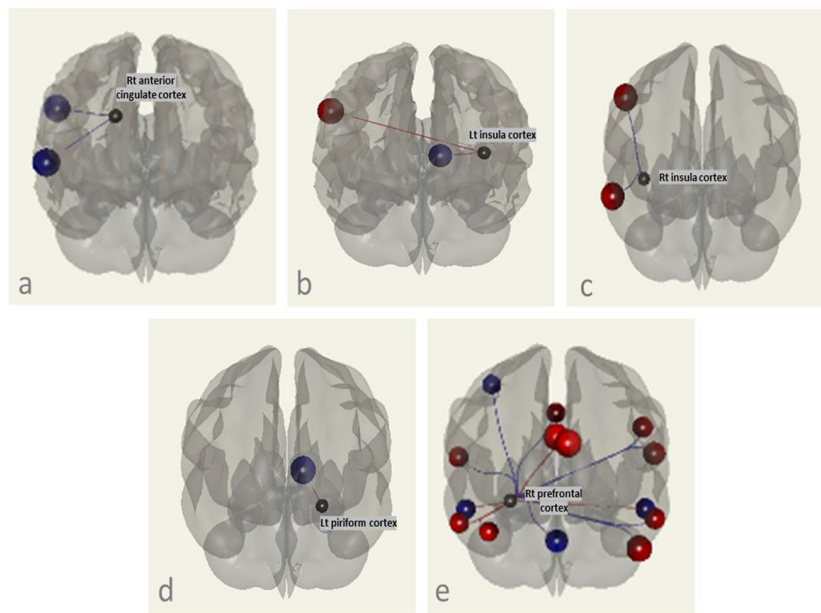 Rt anterior
cingulate cortex
a
Lt insula cortex
b
Rt insula cortex
c
Lt piriform cortex
d
Rt prefrontal
cortex
e